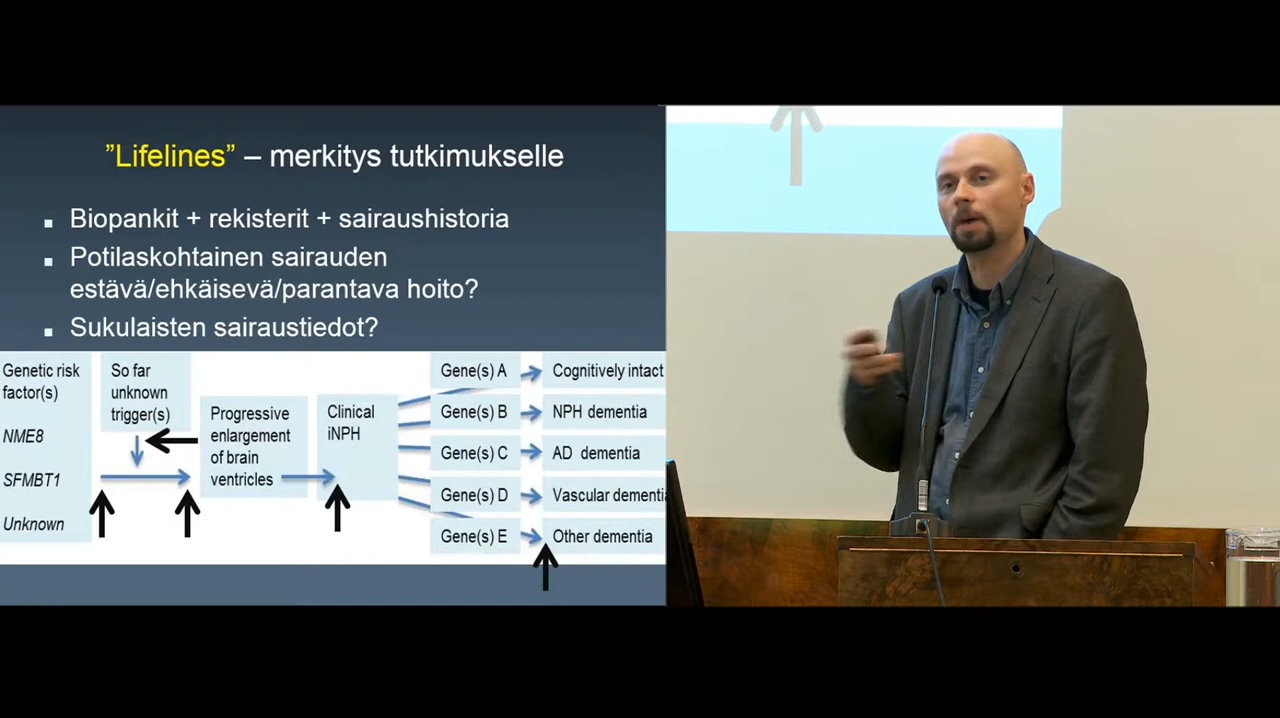 ”Lifelines” – merkitys tutkimukselle
Biopankit + rekisterit + sairaushistoria
Potilaskohtainen sairauden
estävä/ehkäisevä/parantava hoito?
Sukulaisten sairaustiedot?
Genetic risk
factor(s)
NME8
SFMBT1
Unknown
So far
unknown
trigger(s)
Progressive
enlargement
of brain
ventricles
Clinical
iNPH
Gene(s) A
Gene(s) B
Gene(s) C
Gene(s) D
Gene(s) E
Cognitively intact
NPH dementia
AD dementia
Vascular dementia
Other dementia